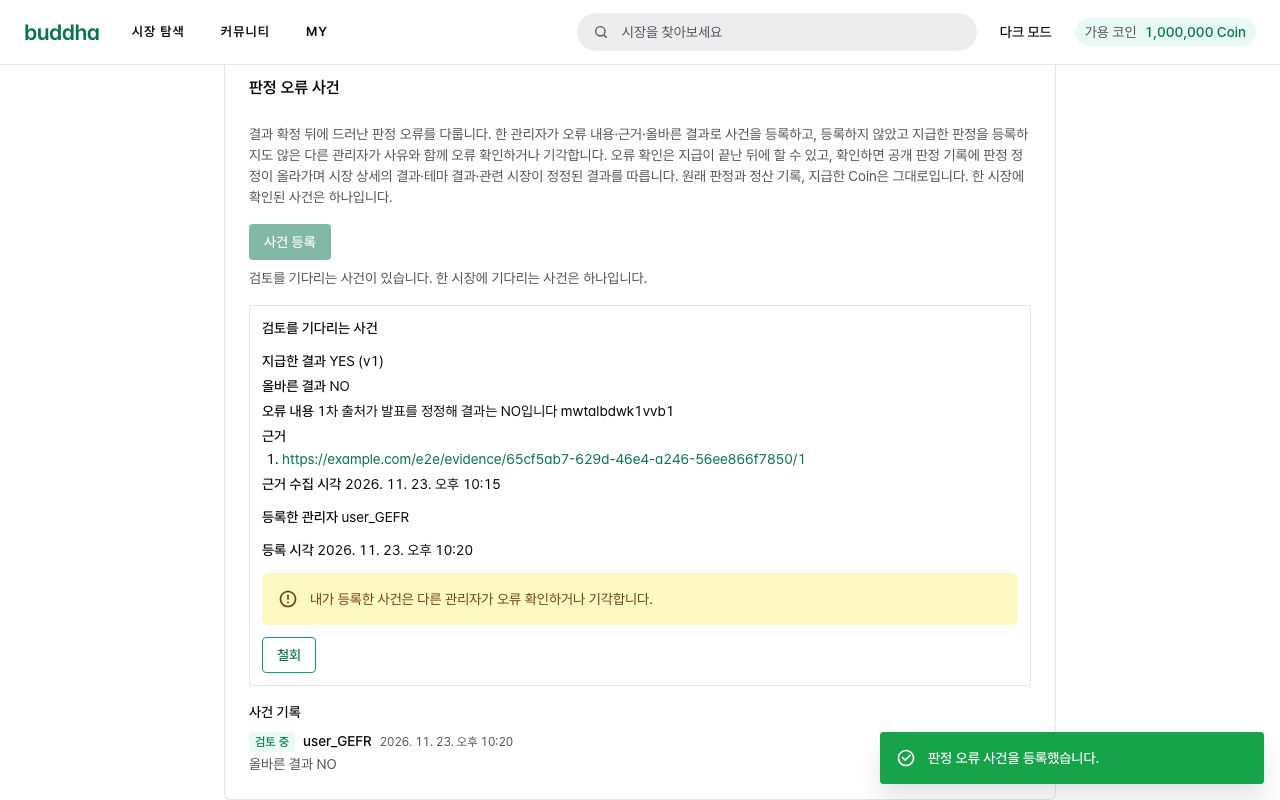 buddha
시장 탐색
커뮤니티
MY
시장을 찾아보세요
다크 모드
가용 코인 1,000,000 Coin
판정 오류 사건
결과 확정 뒤에 드러난 판정 오류를 다룹니다. 한 관리자가 오류 내용·근거·올바른 결과로 사건을 등록하고, 등록하지 않았고 지급한 판정을 등록하
지도 않은 다른 관리자가 사유와 함께 오류 확인하거나 기각합니다. 오류 확인은 지급이 끝난 뒤에 할 수 있고, 확인하면 공개 판정 기록에 판정 정
정이 올라가며 시장 상세의 결과·테마 결과·관련 시장이 정정된 결과를 따릅니다. 원래 판정과 정산 기록, 지급한 Coin은 그대로입니다. 한 시장에
확인된 사건은 하나입니다.
사건 등록
검토를 기다리는 사건이 있습니다. 한 시장에 기다리는 사건은 하나입니다.
검토를 기다리는 사건
지급한 결과 YES (v1)
올바른 결과 NO
오류 내용 1차 출처가 발표를 정정해 결과는 NO입니다 mwtalbdwk1vvb1
근거
1. https://example.com/e2e/evidence/65cf5ab7-629d-46e4-a246-56ee866f7850/1
근거 수집 시각 2026. 11. 23. 오후 10:15
등록한 관리자 user_GEFR
등록 시각 2026. 11. 23. 오후 10:20
내가 등록한 사건은 다른 관리자가 오류 확인하거나 기각합니다.
철회
사건 기록
검토 중 user_GEFR 2026. 11. 23. 오후 10:20
올바른 결과 NO
판정 오류 사건을 등록했습니다.